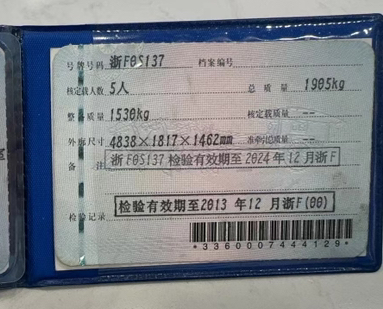 号牌号码 浙F0S137 档案编号
核定载人数 5人 总质量 1905kg
整备质量 1530kg 核定载质量 --
外廓尺寸 4838×1817×1462mm 准牵引总质量 --
备注 浙F0S137 检验有效期至2024年12月浙F
检验有效期至2013年12月浙F(00)
检验记录
*3360007444129*